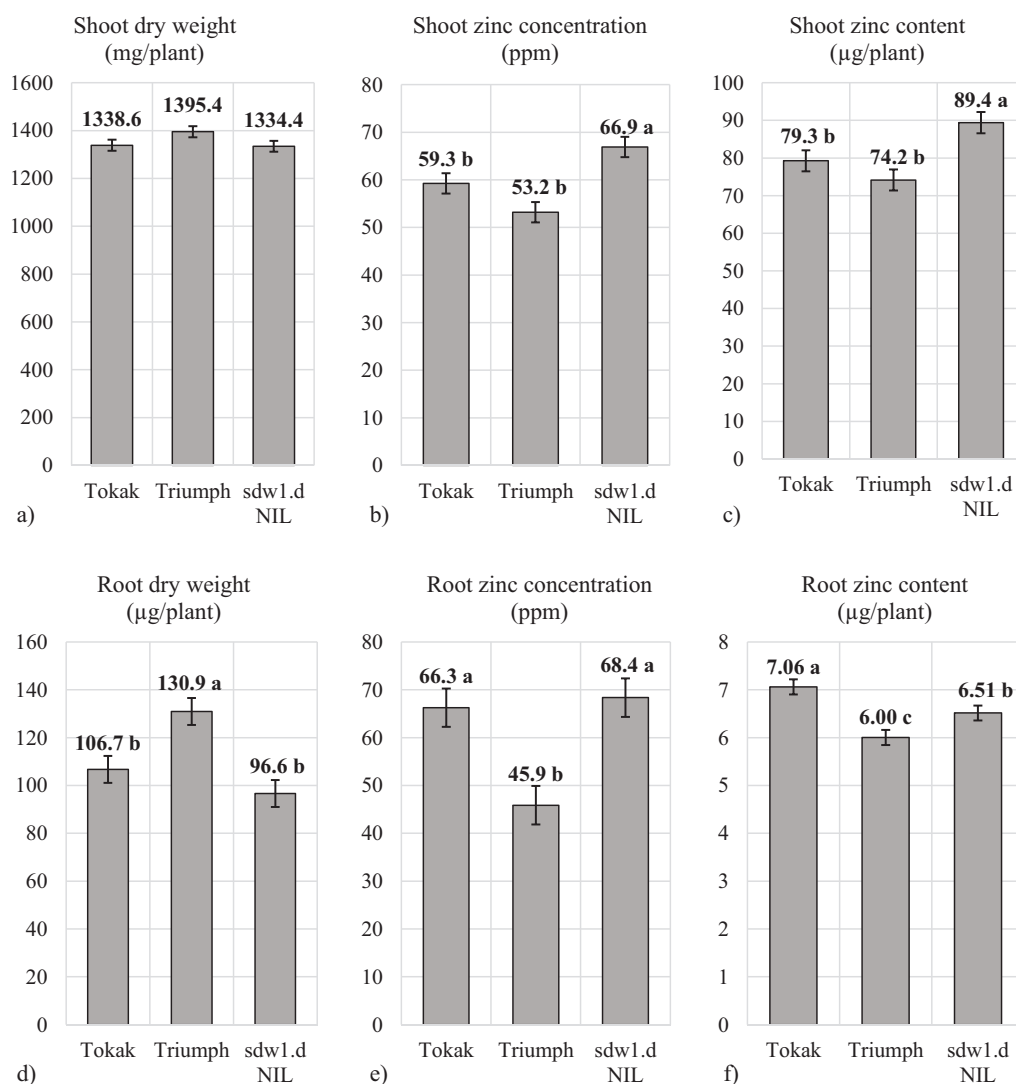 Shoot dry weight
(mg/plant)
1600
1400
1200
1000
800
600
400
200
0
1338.6
1395.4
1334.4
Tokak
Triumph
sdw1.d
NIL
a)
Shoot zinc concentration
(ppm)
80
70
60
50
40
30
20
10
0
59.3 b
53.2 b
66.9 a
Tokak
Triumph
sdw1.d
NIL
b)
Shoot zinc content
(µg/plant)
100
90
80
70
60
50
40
30
20
10
0
79.3 b
74.2 b
89.4 a
Tokak
Triumph
sdw1.d
NIL
c)
Root dry weight
(µg/plant)
160
140
120
100
80
60
40
20
0
106.7 b
130.9 a
96.6 b
Tokak
Triumph
sdw1.d
NIL
d)
Root zinc concentration
(ppm)
80
70
60
50
40
30
20
10
0
66.3 a
45.9 b
68.4 a
Tokak
Triumph
sdw1.d
NIL
e)
Root zinc content
(µg/plant)
8
7
6
5
4
3
2
1
0
7.06 a
6.00 c
6.51 b
Tokak
Triumph
sdw1.d
NIL
f)